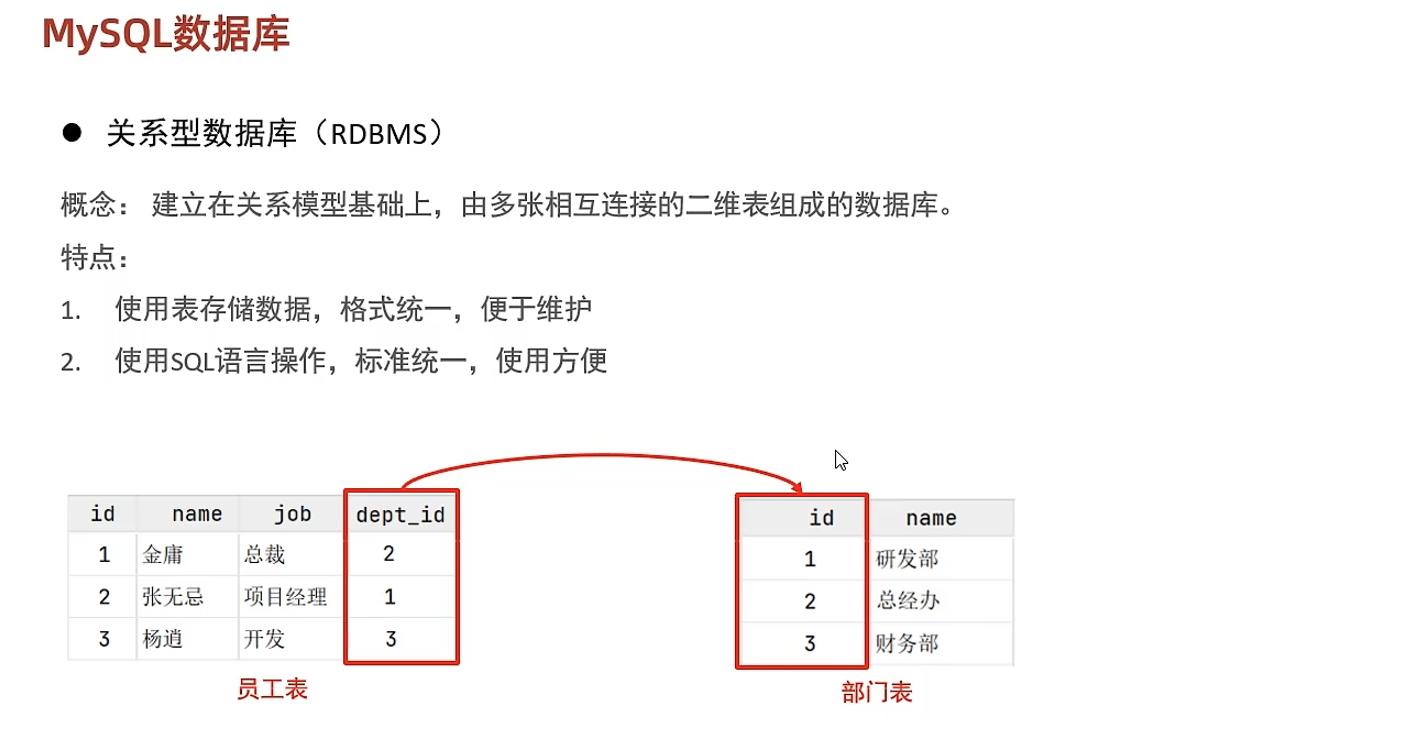 MySQL数据库
● 关系型数据库（RDBMS）
概念： 建立在关系模型基础上，由多张相互连接的二维表组成的数据库。
特点：
1. 使用表存储数据，格式统一，便于维护
2. 使用SQL语言操作，标准统一，使用方便
id name job dept_id
1 金庸 总裁 2
2 张无忌 项目经理 1
3 杨逍 开发 3
员工表
id name
1 研发部
2 总经办
3 财务部
部门表